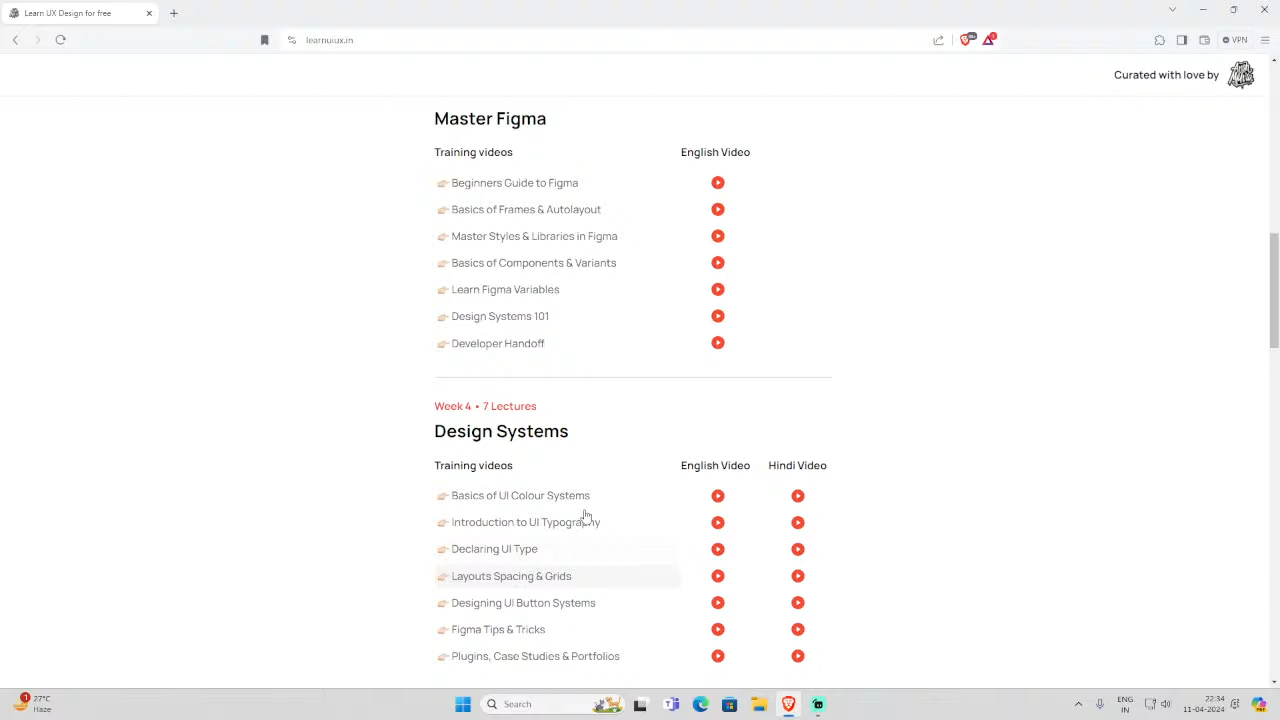 Learn UX Design for free
learnuiux.in
VPN
Curated with love by
Master Figma
Training videos English Video
Beginners Guide to Figma
Basics of Frames & Autolayout
Master Styles & Libraries in Figma
Basics of Components & Variants
Learn Figma Variables
Design Systems 101
Developer Handoff
Week 4 • 7 Lectures
Design Systems
Training videos English Video Hindi Video
Basics of UI Colour Systems
Introduction to UI Typography
Declaring UI Type
Layouts Spacing & Grids
Designing UI Button Systems
Figma Tips & Tricks
Plugins, Case Studies & Portfolios
1
27°C
Haze
Search
ENG
IN
22:34
11-04-2024